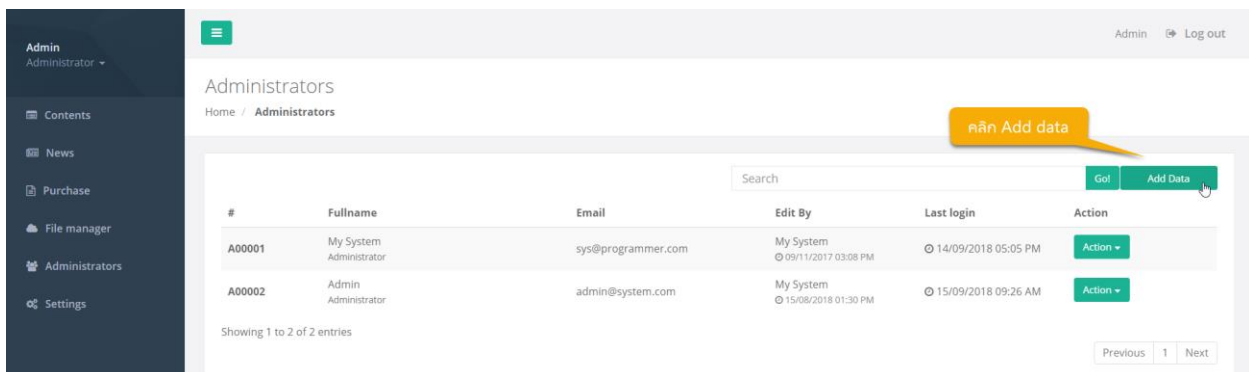 Admin
Administrator
Contents
News
Purchase
File manager
Administrators
Settings
Admin Log out
Administrators
Home / Administrators
คลิก Add data
Search Go! Add Data
# Fullname Email Edit By Last login Action
A00001 My System sys@programmer.com My System 14/09/2018 05:05 PM Action
Administrator 09/11/2017 03:08 PM
A00002 Admin admin@system.com My System 15/09/2018 09:26 AM Action
Administrator 15/08/2018 01:30 PM
Showing 1 to 2 of 2 entries
Previous 1 Next